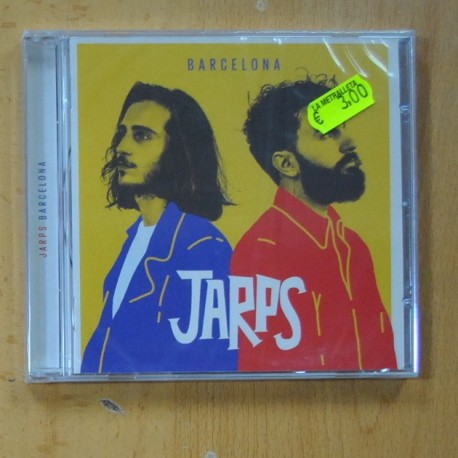 BARCELONA
LA METRALLETA
€ 3,00
JARPS
JARPS BARCELONA